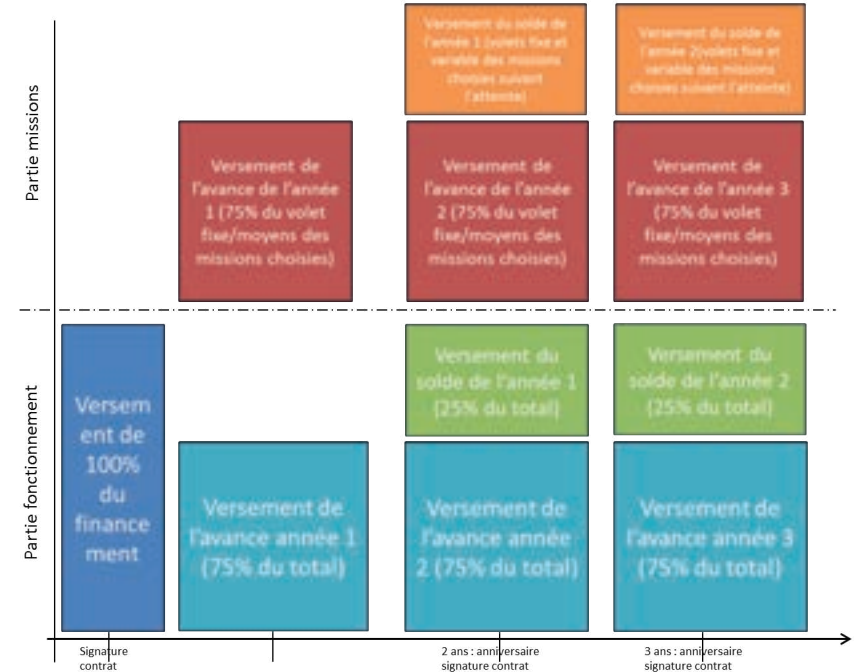 Partie missions
Versement du solde de
l'année 1 (volets fixe et
variable des missions
choisies suivant
l'atteinte)
Versement du solde de
l'année 2(volets fixe et
variable des missions
choisies suivant l'atteinte)
Versement de
l'avance de l'année
1 (75% du volet
fixe/moyens des
missions choisies)
Versement de
l'avance de l'année
2 (75% du volet
fixe/moyens des
missions choisies)
Versement de
l'avance de l'année 3
(75% du volet
fixe/moyens des
missions choisies)
Partie fonctionnement
Versem
ent de
100%
du
finance
ment
Versement du
solde de l'année 1
(25% du total)
Versement du
solde de l'année 2
(25% du total)
Versement de
l'avance année 1
(75% du total)
Versement de
l'avance année
2 (75% du total)
Versement de
l'avance année 3
(75% du total)
Signature
contrat
2 ans : anniversaire
signature contrat
3 ans : anniversaire
signature contrat